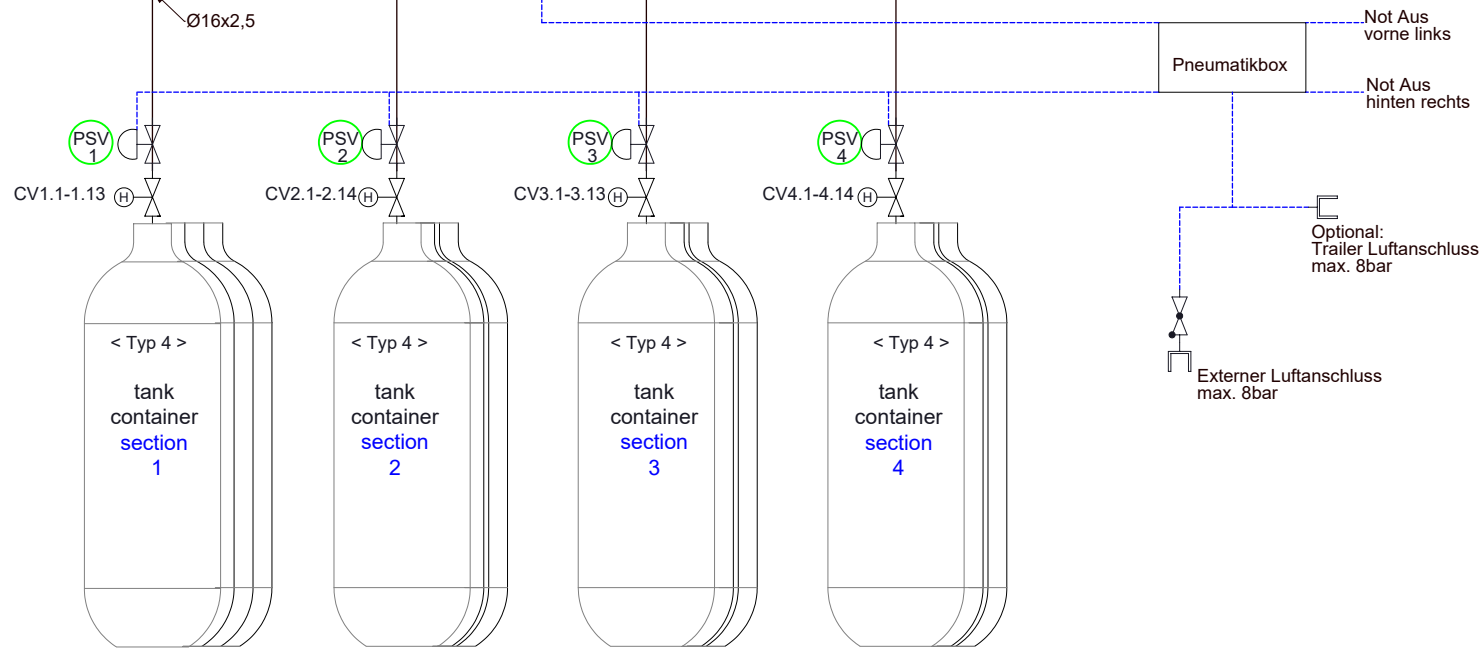 Ø16x2,5
Not Aus
vorne links
Pneumatikbox
Not Aus
hinten rechts
PSV
1
PSV
2
PSV
3
PSV
4
CV1.1-1.13
H
CV2.1-2.14
H
CV3.1-3.13
H
CV4.1-4.14
H
Optional:
Trailer Luftanschluss
max. 8bar
< Typ 4 >
tank
container
section
1
< Typ 4 >
tank
container
section
2
< Typ 4 >
tank
container
section
3
< Typ 4 >
tank
container
section
4
Externer Luftanschluss
max. 8bar